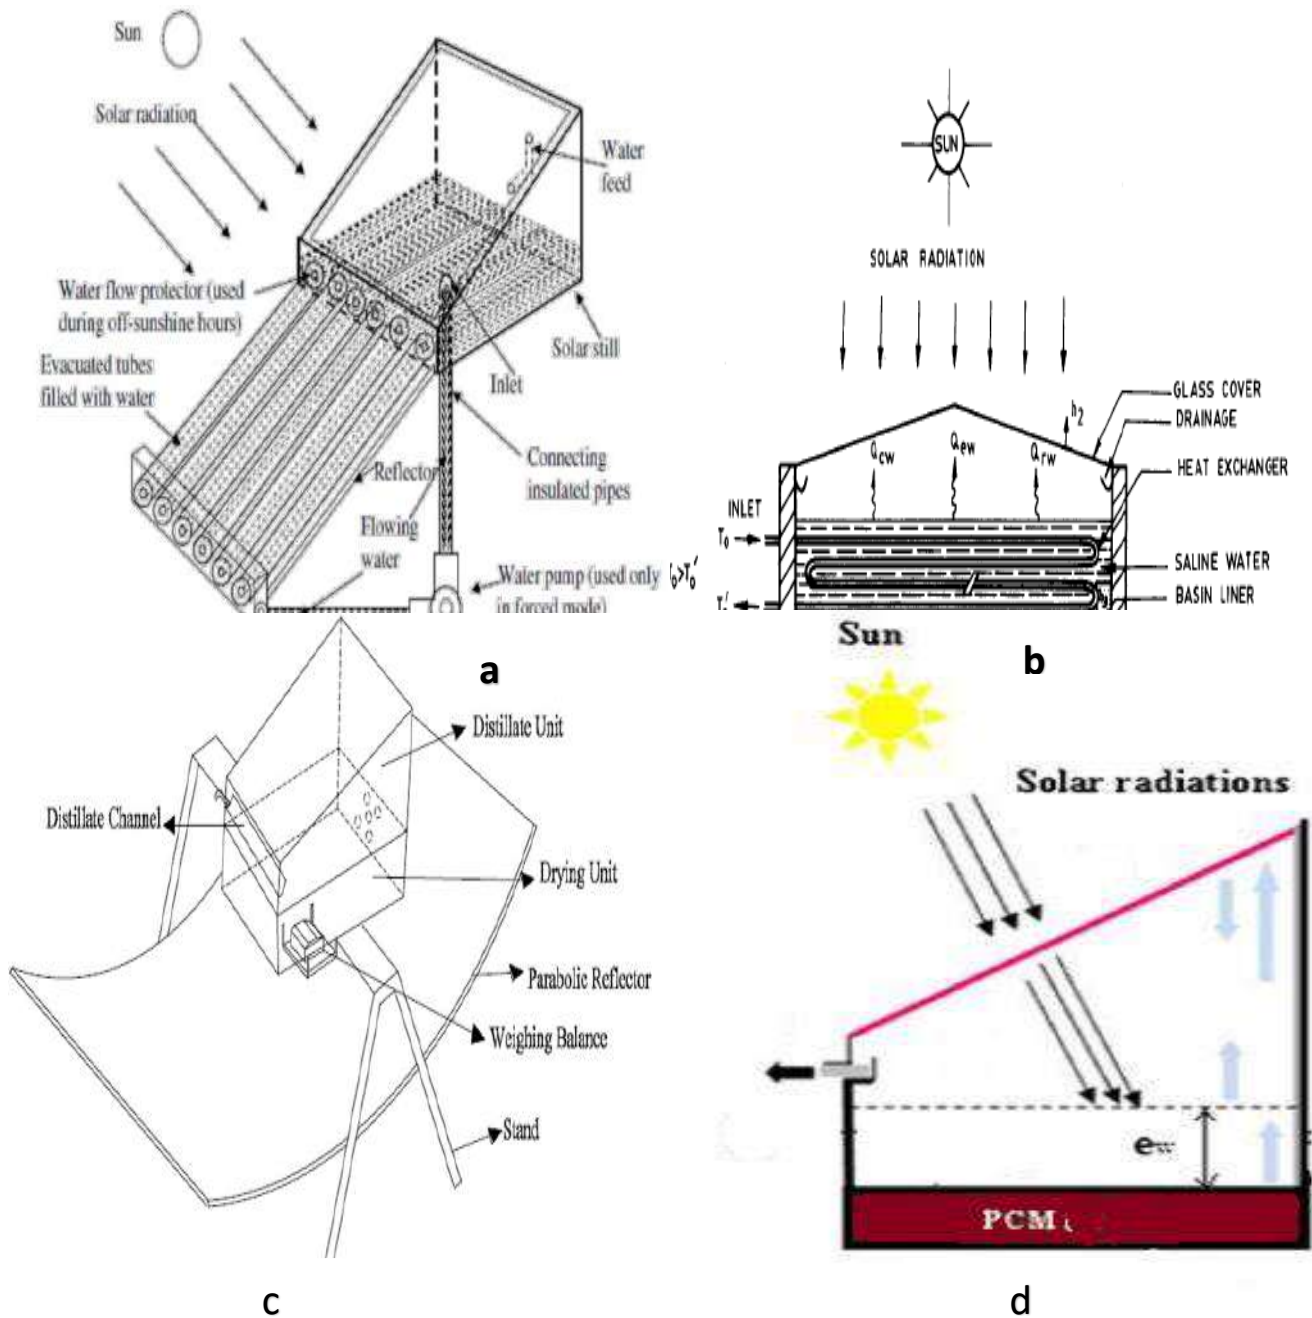 Sun
Solar radiation
Water
feed
Water flow protector (used
during off-sunshine hours)
Solar still
Evacuated tubes
filled with water
Inlet
Reflector
Connecting
insulated pipes
Flowing
water
Water pump (used only
in forced mode)
a
SUN
SOLAR RADIATION
GLASS COVER
h2
DRAINAGE
Qcw
Qew
Qrw
HEAT EXCHANGER
INLET
To
SALINE WATER
BASIN LINER
b
Distillate Unit
Distillate Channel
Drying Unit
Parabolic Reflector
Weighing Balance
Stand
c
Sun
Solar radiations
ew
PCM
d